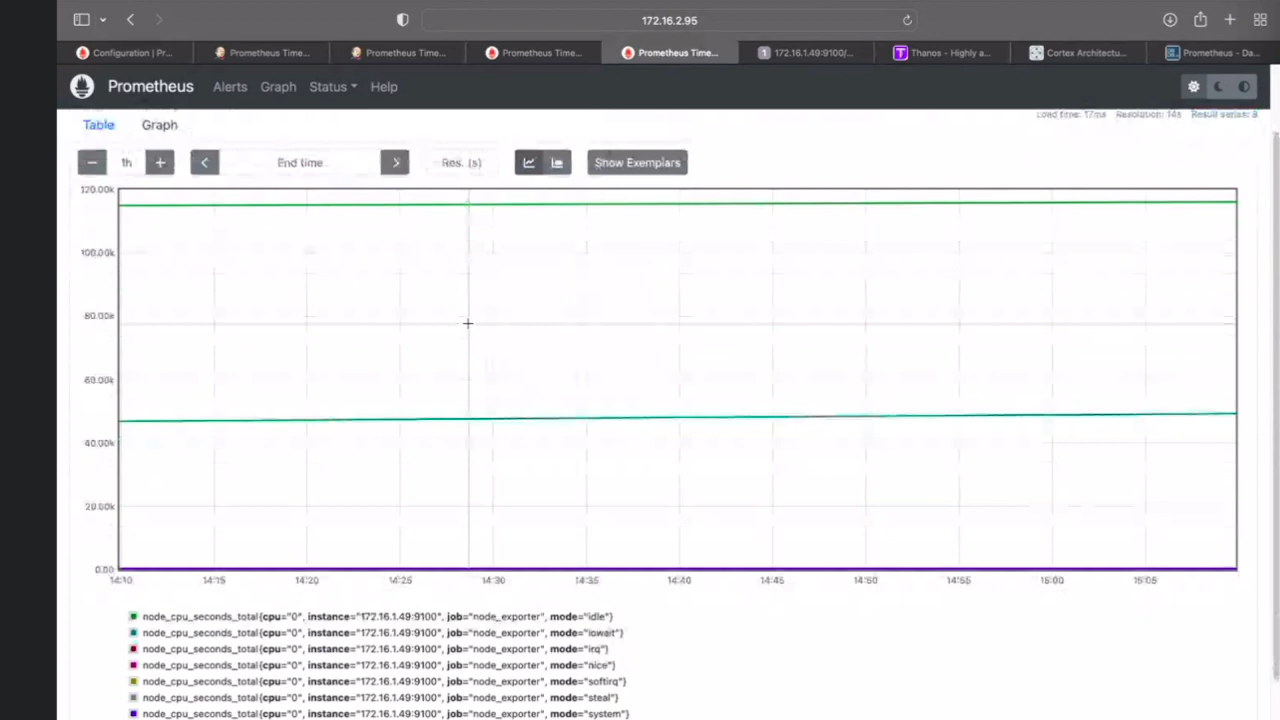 172.16.2.95
Configuration | Pr... Prometheus Time... Prometheus Time... Prometheus Time... Prometheus Time... 172.16.1.49:9100/... Thanos - Highly a... Cortex Architectu... Prometheus - Da...
Prometheus Alerts Graph Status Help
Load time: 17ms Resolution: 14s Result series: 8
Table Graph
1h End time Res. (s) Show Exemplars
120.00k
100.00k
80.00k
60.00k
40.00k
20.00k
0.00
14:10 14:15 14:20 14:25 14:30 14:35 14:40 14:45 14:50 14:55 15:00 15:05
node_cpu_seconds_total{cpu="0", instance="172.16.1.49:9100", job="node_exporter", mode="idle"}
node_cpu_seconds_total{cpu="0", instance="172.16.1.49:9100", job="node_exporter", mode="iowait"}
node_cpu_seconds_total{cpu="0", instance="172.16.1.49:9100", job="node_exporter", mode="irq"}
node_cpu_seconds_total{cpu="0", instance="172.16.1.49:9100", job="node_exporter", mode="nice"}
node_cpu_seconds_total{cpu="0", instance="172.16.1.49:9100", job="node_exporter", mode="softirq"}
node_cpu_seconds_total{cpu="0", instance="172.16.1.49:9100", job="node_exporter", mode="steal"}
node_cpu_seconds_total{cpu="0", instance="172.16.1.49:9100", job="node_exporter", mode="system"}